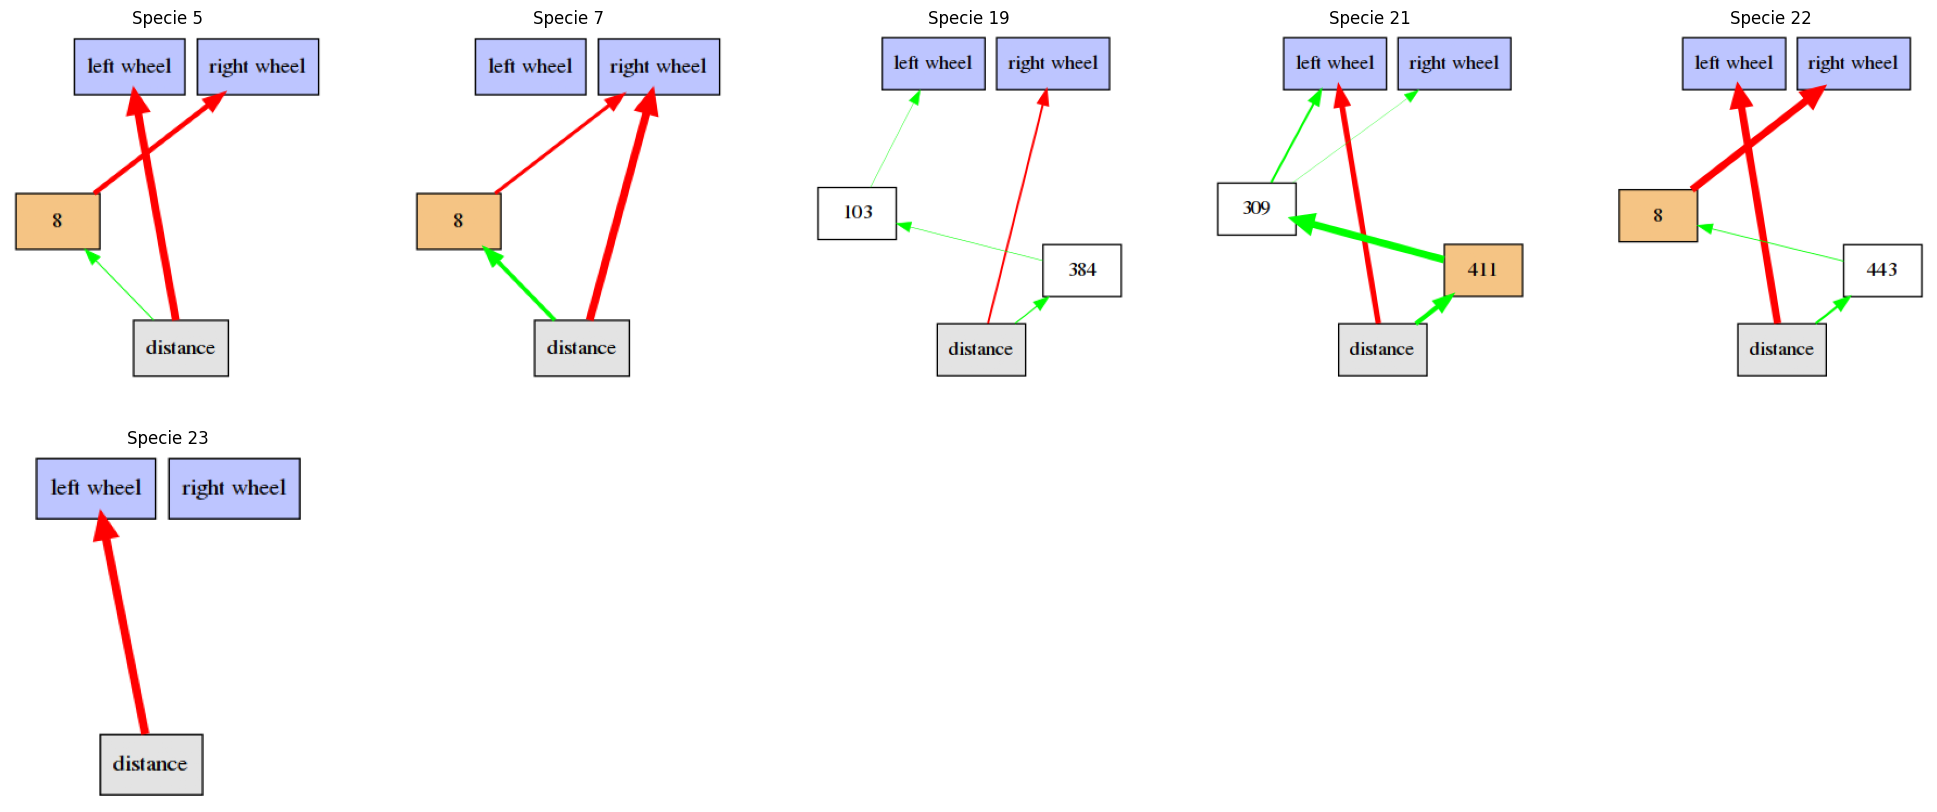 Specie 5
left wheel
right wheel
8
distance
Specie 7
left wheel
right wheel
8
distance
Specie 19
left wheel
right wheel
103
384
distance
Specie 21
left wheel
right wheel
309
411
distance
Specie 22
left wheel
right wheel
8
443
distance
Specie 23
left wheel
right wheel
distance